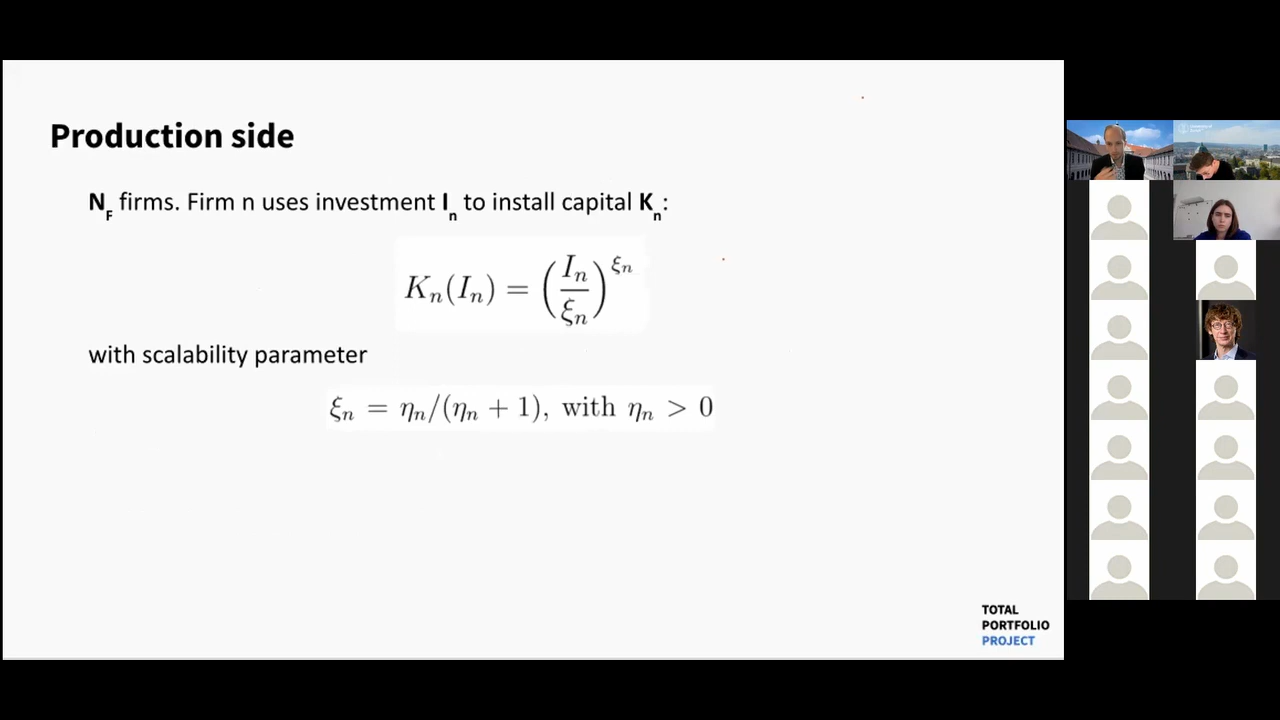 Production side
N_F firms. Firm n uses investment I_n to install capital K_n:
K_n(I_n) = (I_n / ξ_n)^{ξ_n}
with scalability parameter
ξ_n = η_n/(η_n + 1), with η_n > 0
TOTAL
PORTFOLIO
PROJECT